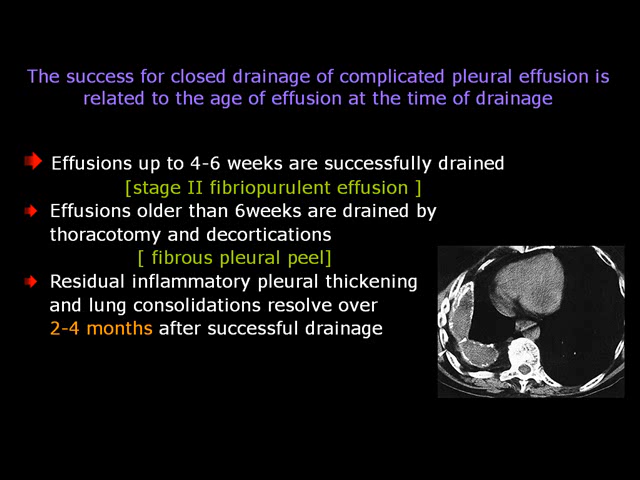 The success for closed drainage of complicated pleural effusion is
related to the age of effusion at the time of drainage
Effusions up to 4-6 weeks are successfully drained
[stage II fibriopurulent effusion ]
Effusions older than 6weeks are drained by
thoracotomy and decortications
[ fibrous pleural peel]
Residual inflammatory pleural thickening
and lung consolidations resolve over
2-4 months after successful drainage